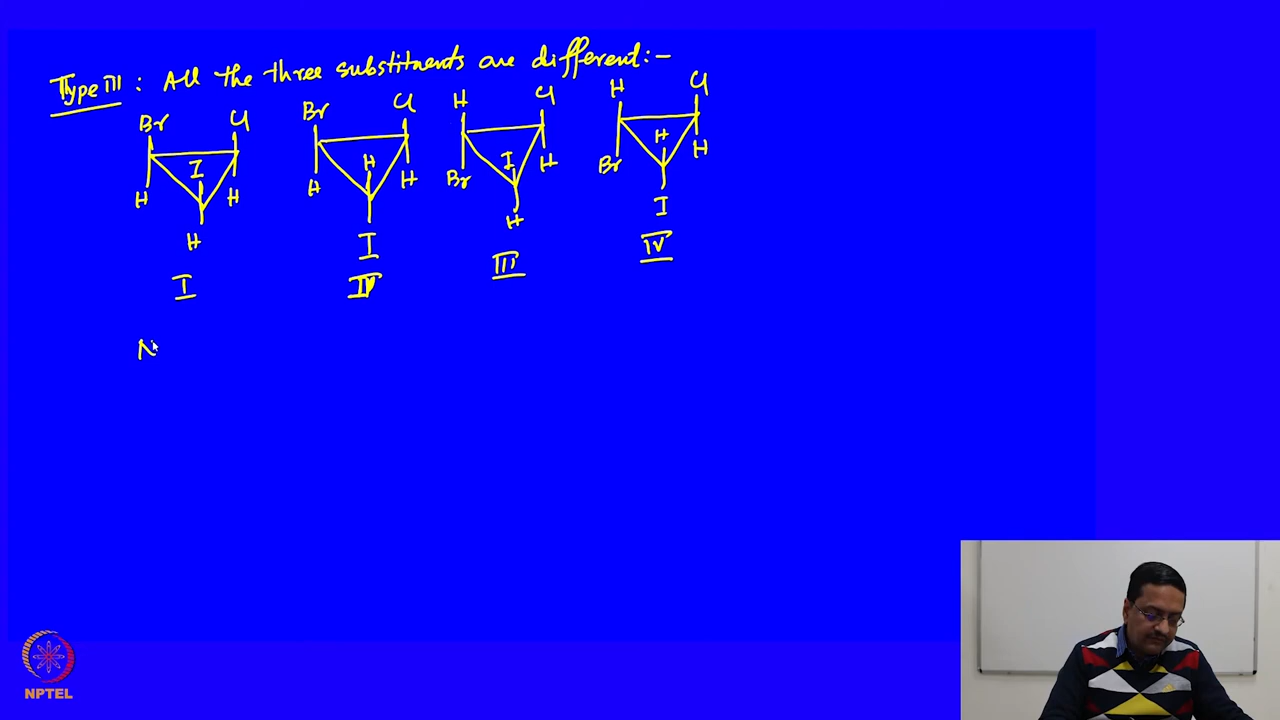 Type III : All the three substituents are different:-
Br Cl Br Cl H Cl H Cl
I H I H
H H H H Br H Br H
H I H I
I II III IV
N
NPTEL